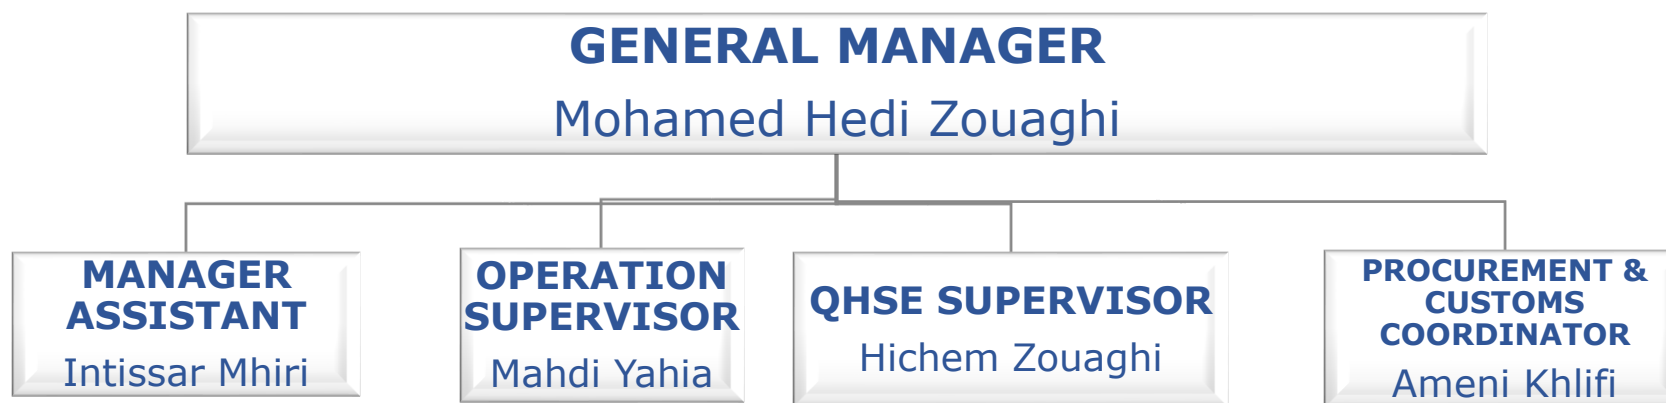 GENERAL MANAGER
Mohamed Hedi Zouaghi
MANAGER
ASSISTANT
Intissar Mhiri
OPERATION
SUPERVISOR
Mahdi Yahia
QHSE SUPERVISOR
Hichem Zouaghi
PROCUREMENT &
CUSTOMS
COORDINATOR
Ameni Khlifi